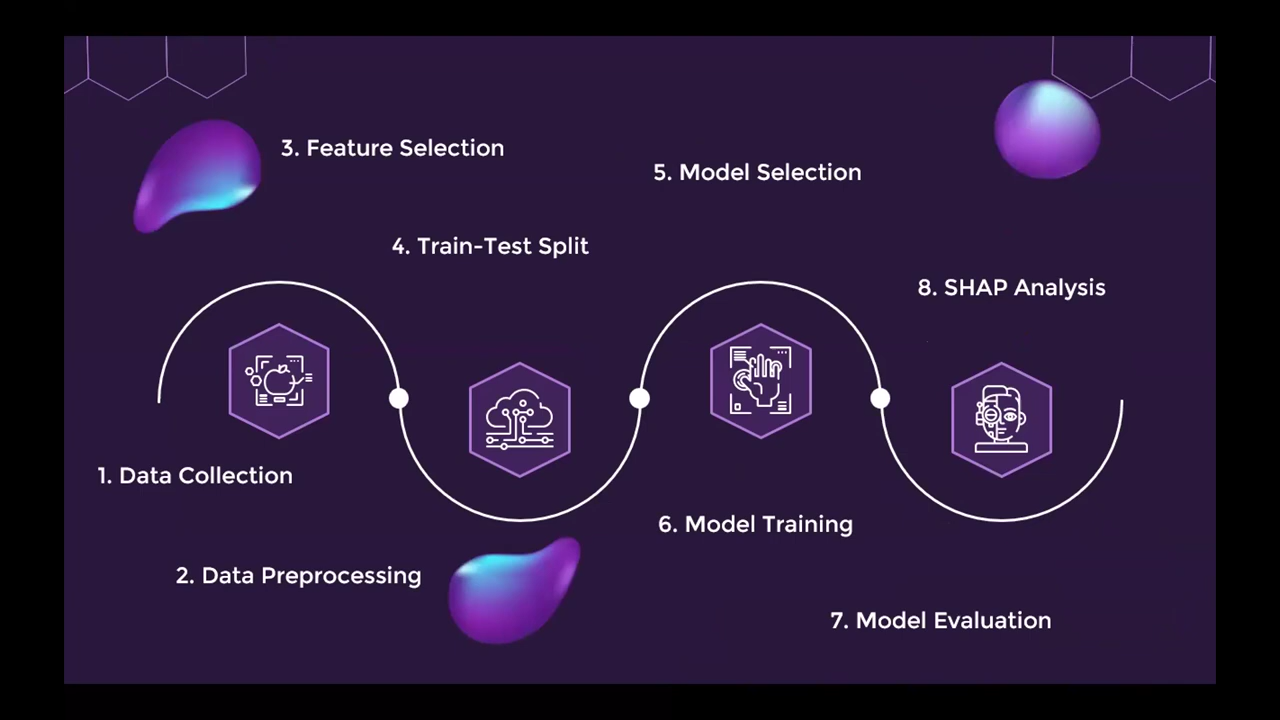 3. Feature Selection
5. Model Selection
4. Train-Test Split
8. SHAP Analysis
1. Data Collection
6. Model Training
2. Data Preprocessing
7. Model Evaluation